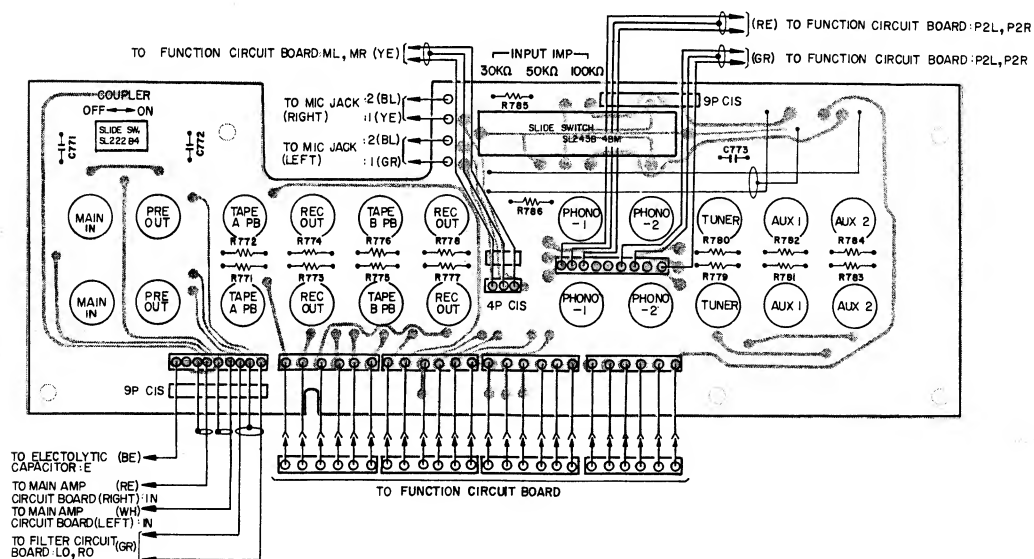 (RE) TO FUNCTION CIRCUIT BOARD:P2L, P2R
TO FUNCTION CIRCUIT BOARD:ML, MR (YE)
INPUT IMP
(GR) TO FUNCTION CIRCUIT BOARD:P2L, P2R
30KΩ 50KΩ 100KΩ
COUPLER
OFF ON
SLIDE SW.
SL222B4
C771
C772
TO MIC JACK :2(BL)
(RIGHT) :1(YE)
TO MIC JACK :2(BL)
(LEFT) :1(GR)
R785
9P CIS
SLIDE SWITCH
SL245B-4BM
C773
R786
MAIN IN
PRE OUT
TAPE A PB
REC OUT
TAPE B PB
REC OUT
PHONO -1
PHONO -2
TUNER
AUX 1
AUX 2
R772 R774 R776 R778 R780 R782 R784
R771 R773 R775 R777 R779 R781 R783
MAIN IN
PRE OUT
TAPE A PB
REC OUT
TAPE B PB
REC OUT
4P CIS
PHONO -1
PHONO -2
TUNER
AUX 1
AUX 2
9P CIS
TO ELECTOLYTIC (BE)
CAPACITOR:E
TO MAIN AMP (RE)
CIRCUIT BOARD(RIGHT):IN
TO MAIN AMP (WH)
CIRCUIT BOARD(LEFT):IN
TO FILTER CIRCUIT (GR)
BOARD:LO, RO
TO FUNCTION CIRCUIT BOARD